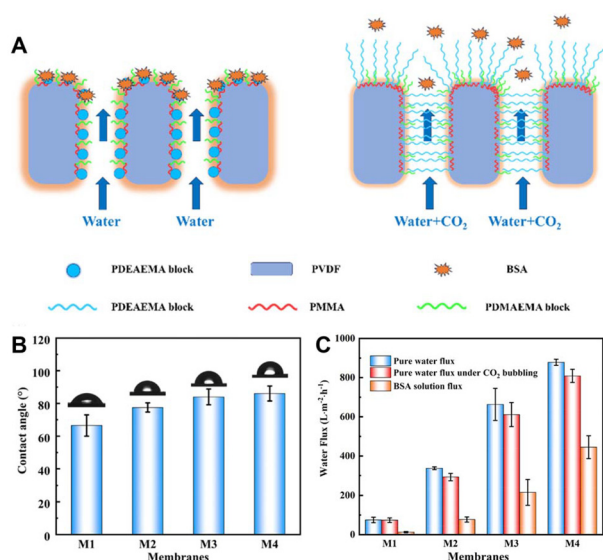 A
Water
Water
Water+CO₂
Water+CO₂
PDEAEMA block
PVDF
BSA
PDEAEMA block
PMMA
PDMAEMA block
B
Contact angle (°)
120
100
80
60
40
20
0
M1
M2
M3
M4
Membranes
C
Water Flux (L·m⁻²·h⁻¹)
1000
800
600
400
200
0
Pure water flux
Pure water flux under CO₂ bubbling
BSA solution flux
M1
M2
M3
M4
Membranes